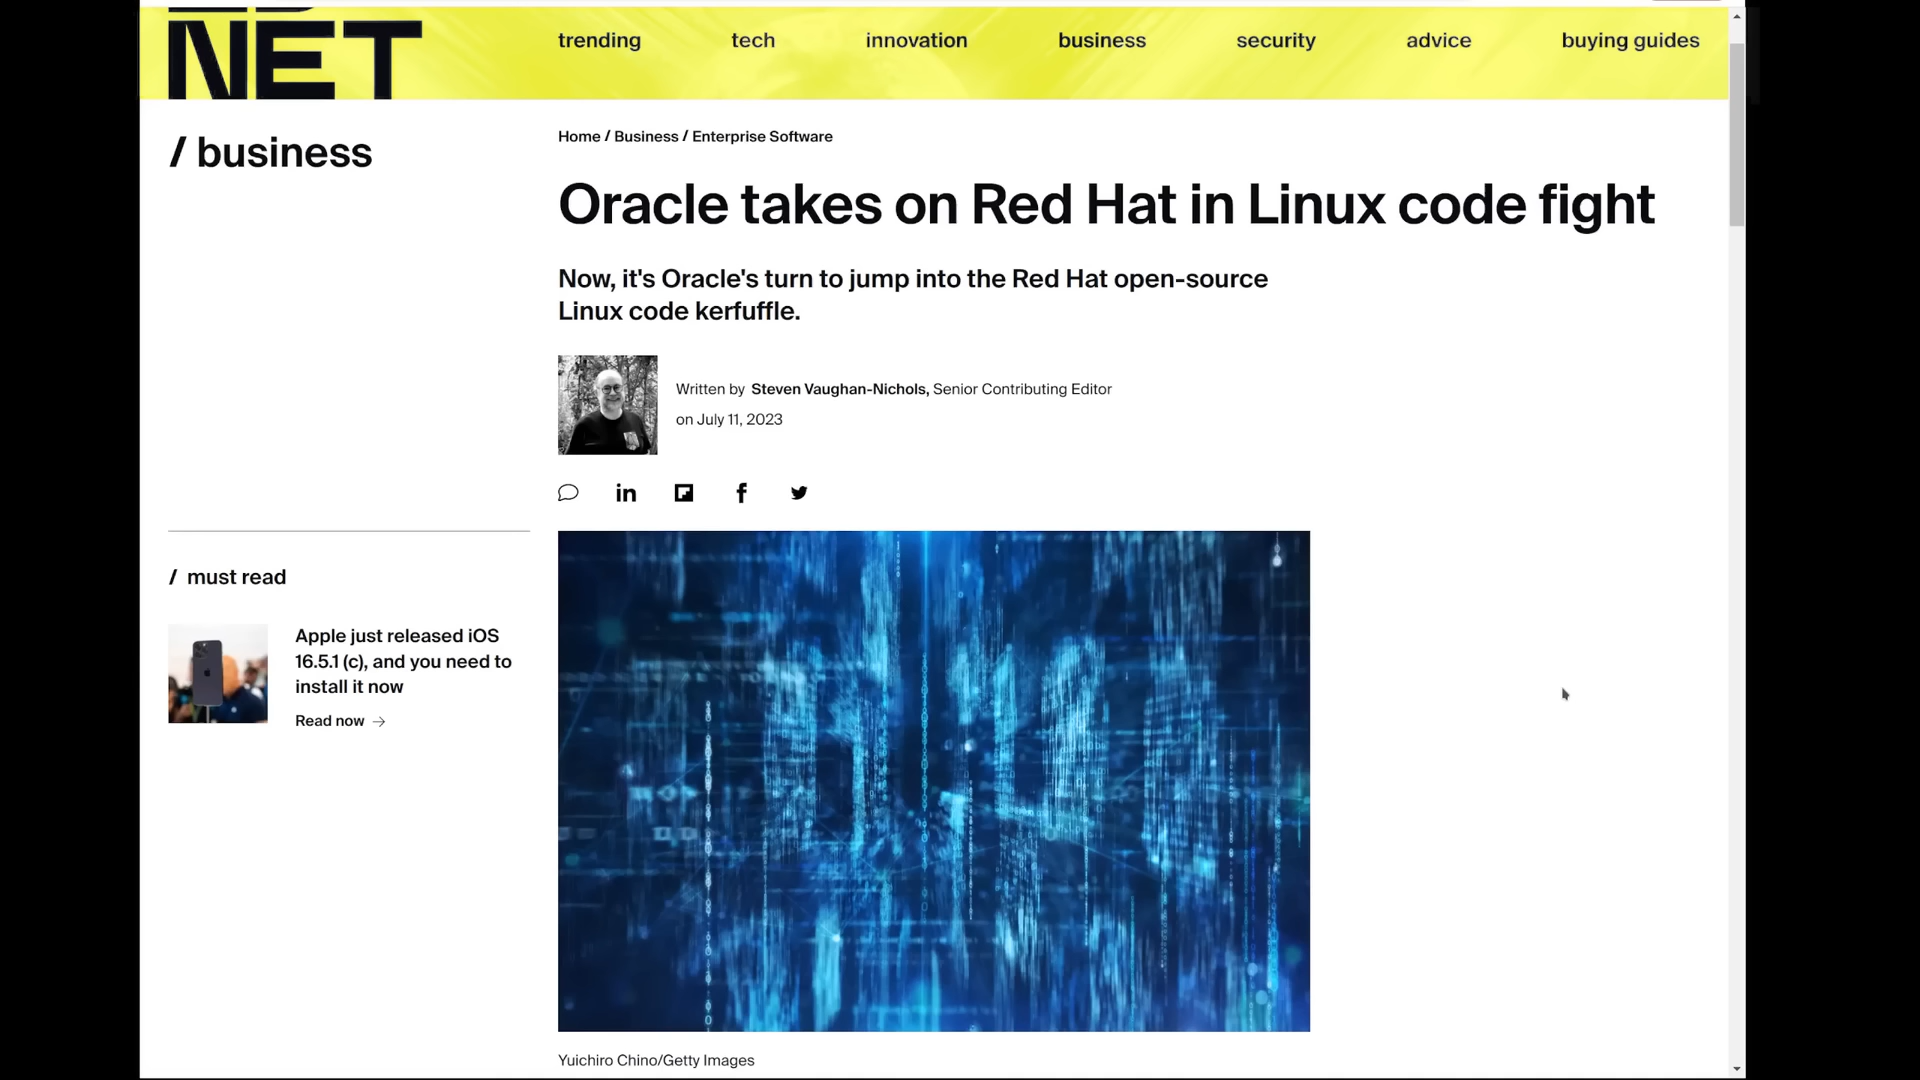 NET
trending
tech
innovation
business
security
advice
buying guides
/ business
Home / Business / Enterprise Software
Oracle takes on Red Hat in Linux code fight
Now, it's Oracle's turn to jump into the Red Hat open-source
Linux code kerfuffle.
Written by Steven Vaughan-Nichols, Senior Contributing Editor
on July 11, 2023
/ must read
Apple just released iOS
16.5.1 (c), and you need to
install it now
Read now →
Yuichiro Chino/Getty Images